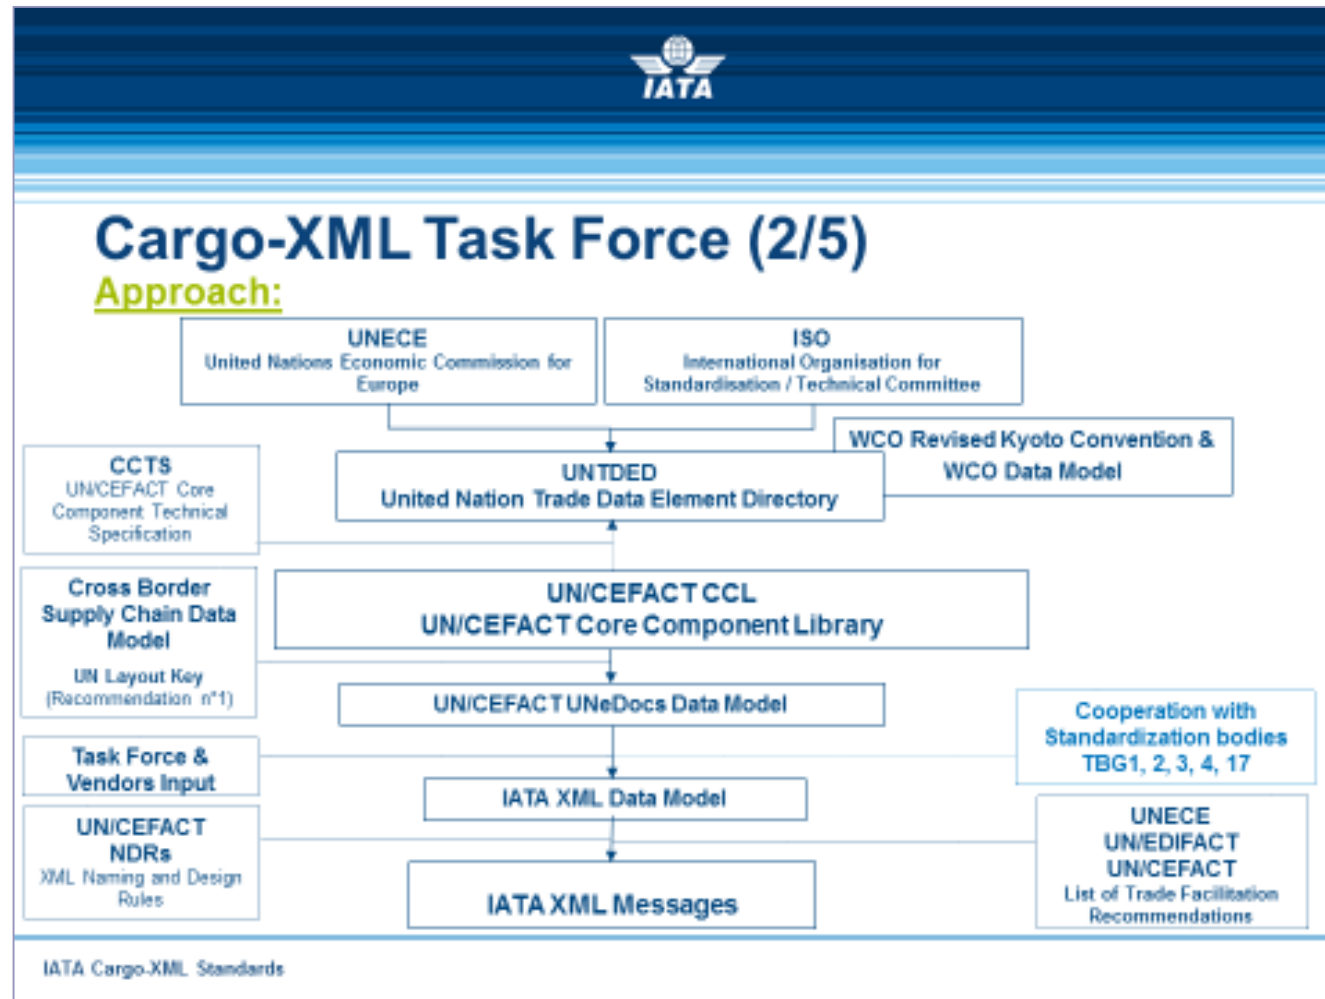 IATA
Cargo-XML Task Force (2/5)
Approach:
UNECE
United Nations Economic Commission for
Europe
ISO
International Organisation for
Standardisation / Technical Committee
WCO Revised Kyoto Convention &
WCO Data Model
CCTS
UN/CEFACT Core
Component Technical
Specification
UNTDED
United Nation Trade Data Element Directory
Cross Border
Supply Chain Data
Model
UN Layout Key
(Recommendation n°1)
UN/CEFACT CCL
UN/CEFACT Core Component Library
UN/CEFACT UNeDocs Data Model
Cooperation with
Standardization bodies
TBG1, 2, 3, 4, 17
Task Force &
Vendors Input
IATA XML Data Model
UN/CEFACT
NDRs
XML Naming and Design
Rules
UNECE
UN/EDIFACT
UN/CEFACT
List of Trade Facilitation
Recommendations
IATA XML Messages
IATA Cargo-XML Standards